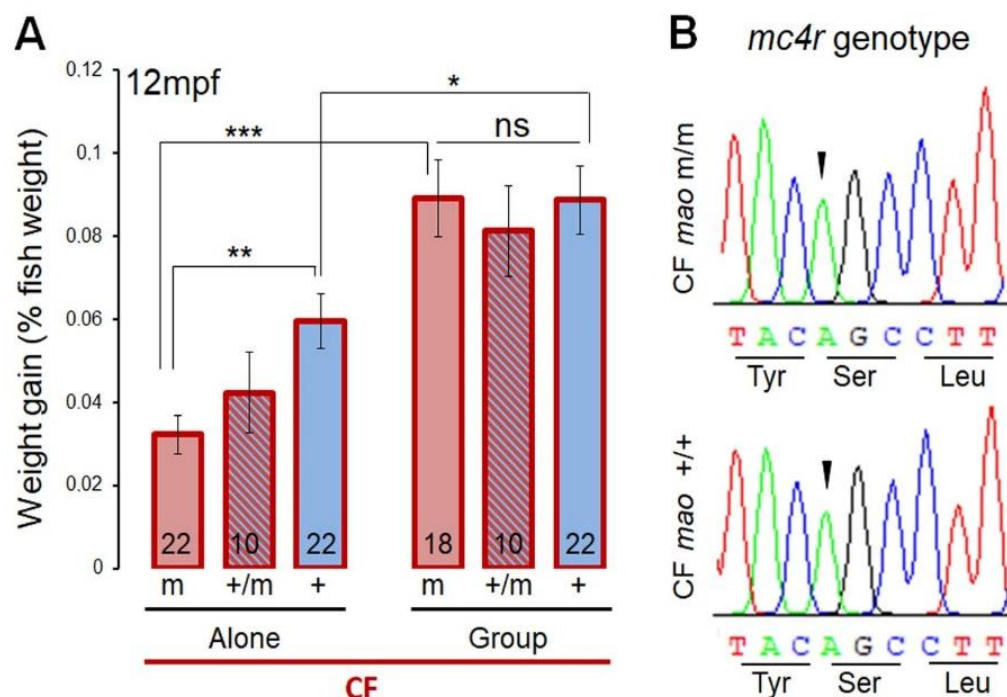 A
12mpf
Weight gain (% fish weight)
0.12
0.1
0.08
0.06
0.04
0.02
0
***
**
*
ns
22
10
22
18
10
22
m
+/m
+
m
+/m
+
Alone
Group
CF
B
mc4r genotype
CF mao m/m
T A C A G C C T T
Tyr
Ser
Leu
CF mao +/+
T A C A G C C T T
Tyr
Ser
Leu